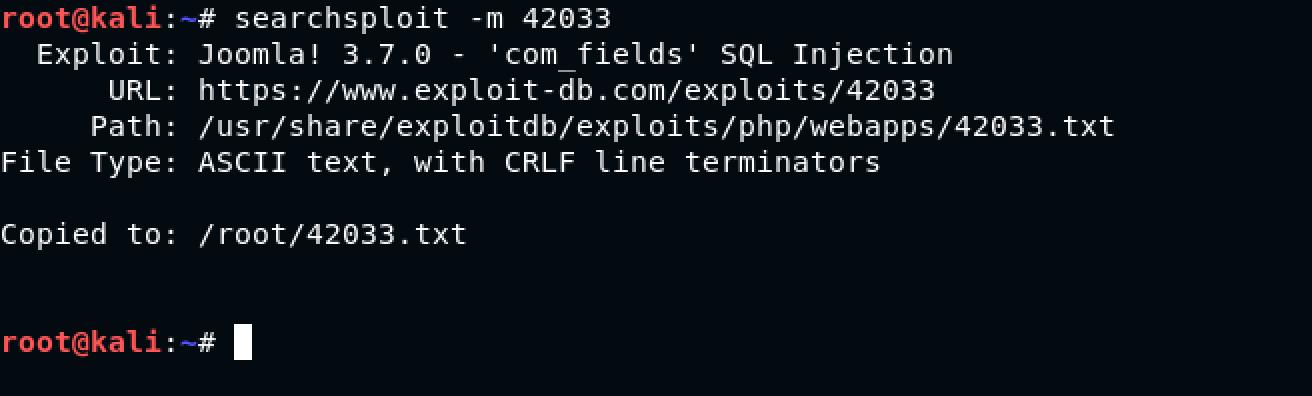 root@kali:~# searchsploit -m 42033
Exploit: Joomla! 3.7.0 - 'com_fields' SQL Injection
URL: https://www.exploit-db.com/exploits/42033
Path: /usr/share/exploitdb/exploits/php/webapps/42033.txt
File Type: ASCII text, with CRLF line terminators
Copied to: /root/42033.txt
root@kali:~#